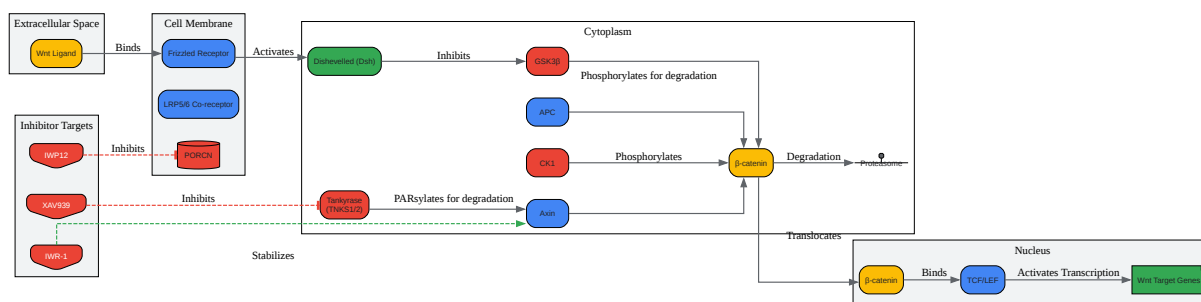 Extracellular Space
Wnt Ligand
Binds
Cell Membrane
Frizzled Receptor
LRP5/6 Co-receptor
PORCN
Activates
Cytoplasm
Dishevelled (Dsh)
Inhibits
GSK3β
Phosphorylates for degradation
APC
CK1
Phosphorylates
β-catenin
Degradation
Proteasome
Tankyrase
(TNKS1/2)
PARsylates for degradation
Axin
Inhibitor Targets
IWP12
Inhibits
XAV939
Inhibits
IWR-1
Stabilizes
Translocates
Nucleus
β-catenin
Binds
TCF/LEF
Activates Transcription
Wnt Target Genes